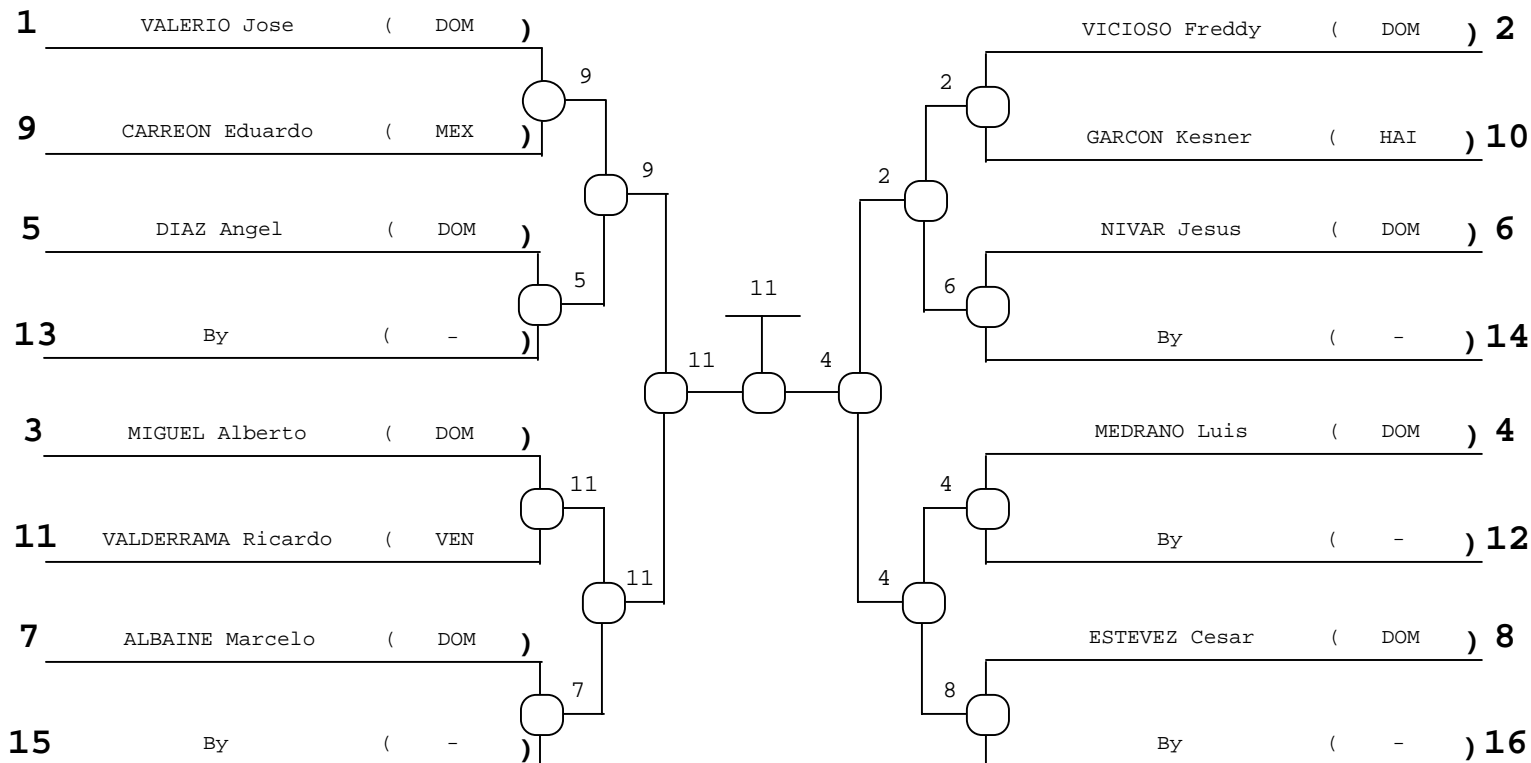 1 VALERIO Jose ( DOM )
9
9 CARREON Eduardo ( MEX )
9
5 DIAZ Angel ( DOM )
5
13 By ( - )
11
3 MIGUEL Alberto ( DOM )
11
11 VALDERRAMA Ricardo ( VEN
11
7 ALBAINE Marcelo ( DOM )
7
15 By ( - )
11
VICIOSO Freddy ( DOM ) 2
2
GARCON Kesner ( HAI ) 10
2
NIVAR Jesus ( DOM ) 6
6
By ( - ) 14
4
MEDRANO Luis ( DOM ) 4
4
By ( - ) 12
4
ESTEVEZ Cesar ( DOM ) 8
8
By ( - ) 16